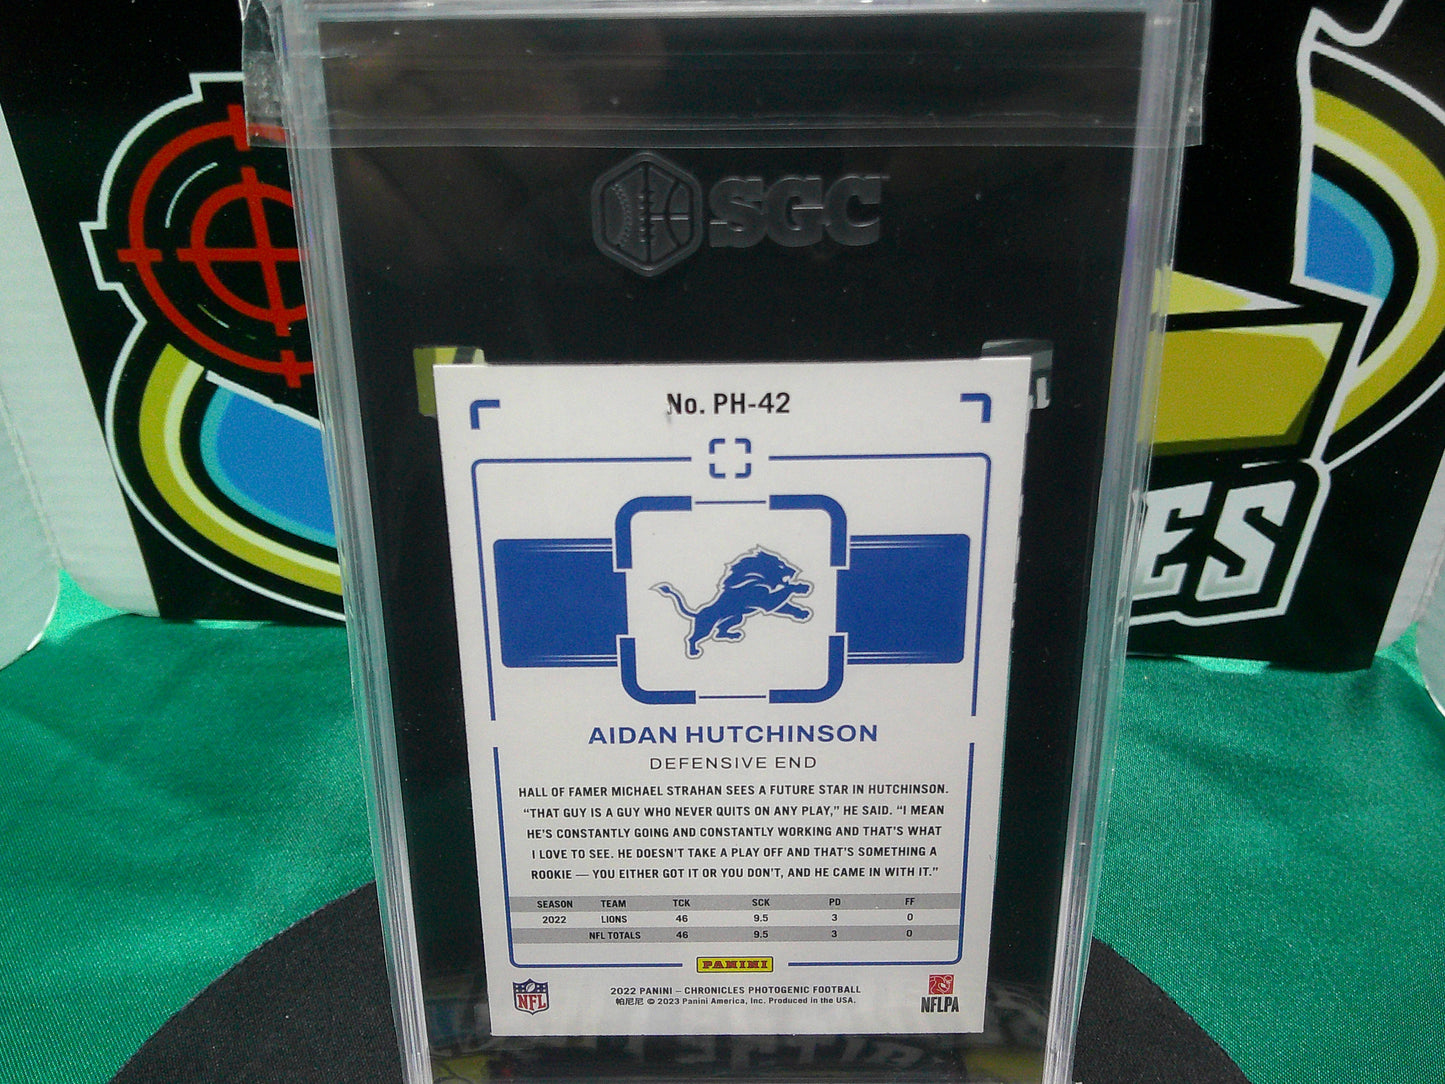 SGC
No. PH-42
AIDAN HUTCHINSON
DEFENSIVE END
HALL OF FAMER MICHAEL STRAHAN SEES A FUTURE STAR IN HUTCHINSON.
“THAT GUY IS A GUY WHO NEVER QUITS ON ANY PLAY,” HE SAID. “I MEAN
HE’S CONSTANTLY GOING AND CONSTANTLY WORKING AND THAT’S WHAT
I LOVE TO SEE. HE DOESN’T TAKE A PLAY OFF AND THAT’S SOMETHING A
ROOKIE — YOU EITHER GOT IT OR YOU DON’T, AND HE CAME IN WITH IT.”
SEASON TEAM TCK SCK PD FF
2022 LIONS 46 9.5 3 0
NFL TOTALS 46 9.5 3 0
PANINI
NFL
2022 PANINI – CHRONICLES PHOTOGENIC FOOTBALL
帕尼尼 © 2023 Panini America, Inc. Produced in the USA.
NFLPA
ES